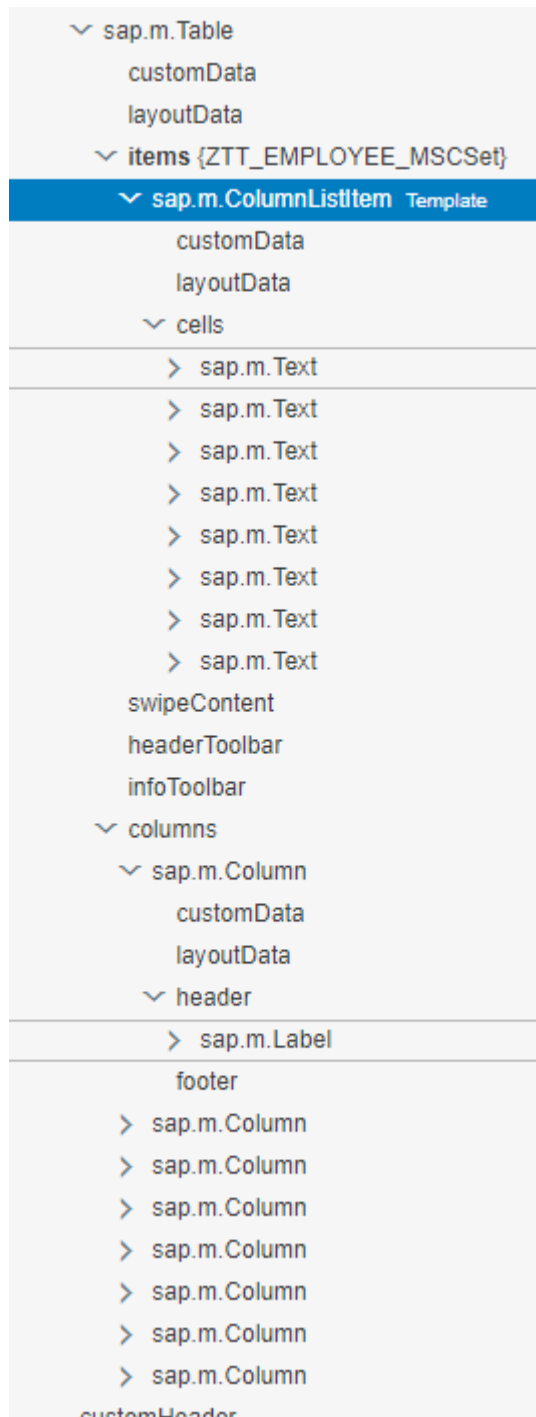 sap.m.Table
customData
layoutData
items {ZTT_EMPLOYEE_MSCSet}
sap.m.ColumnListItem Template
customData
layoutData
cells
sap.m.Text
sap.m.Text
sap.m.Text
sap.m.Text
sap.m.Text
sap.m.Text
sap.m.Text
sap.m.Text
swipeContent
headerToolbar
infoToolbar
columns
sap.m.Column
customData
layoutData
header
sap.m.Label
footer
sap.m.Column
sap.m.Column
sap.m.Column
sap.m.Column
sap.m.Column
sap.m.Column
sap.m.Column
customHeader